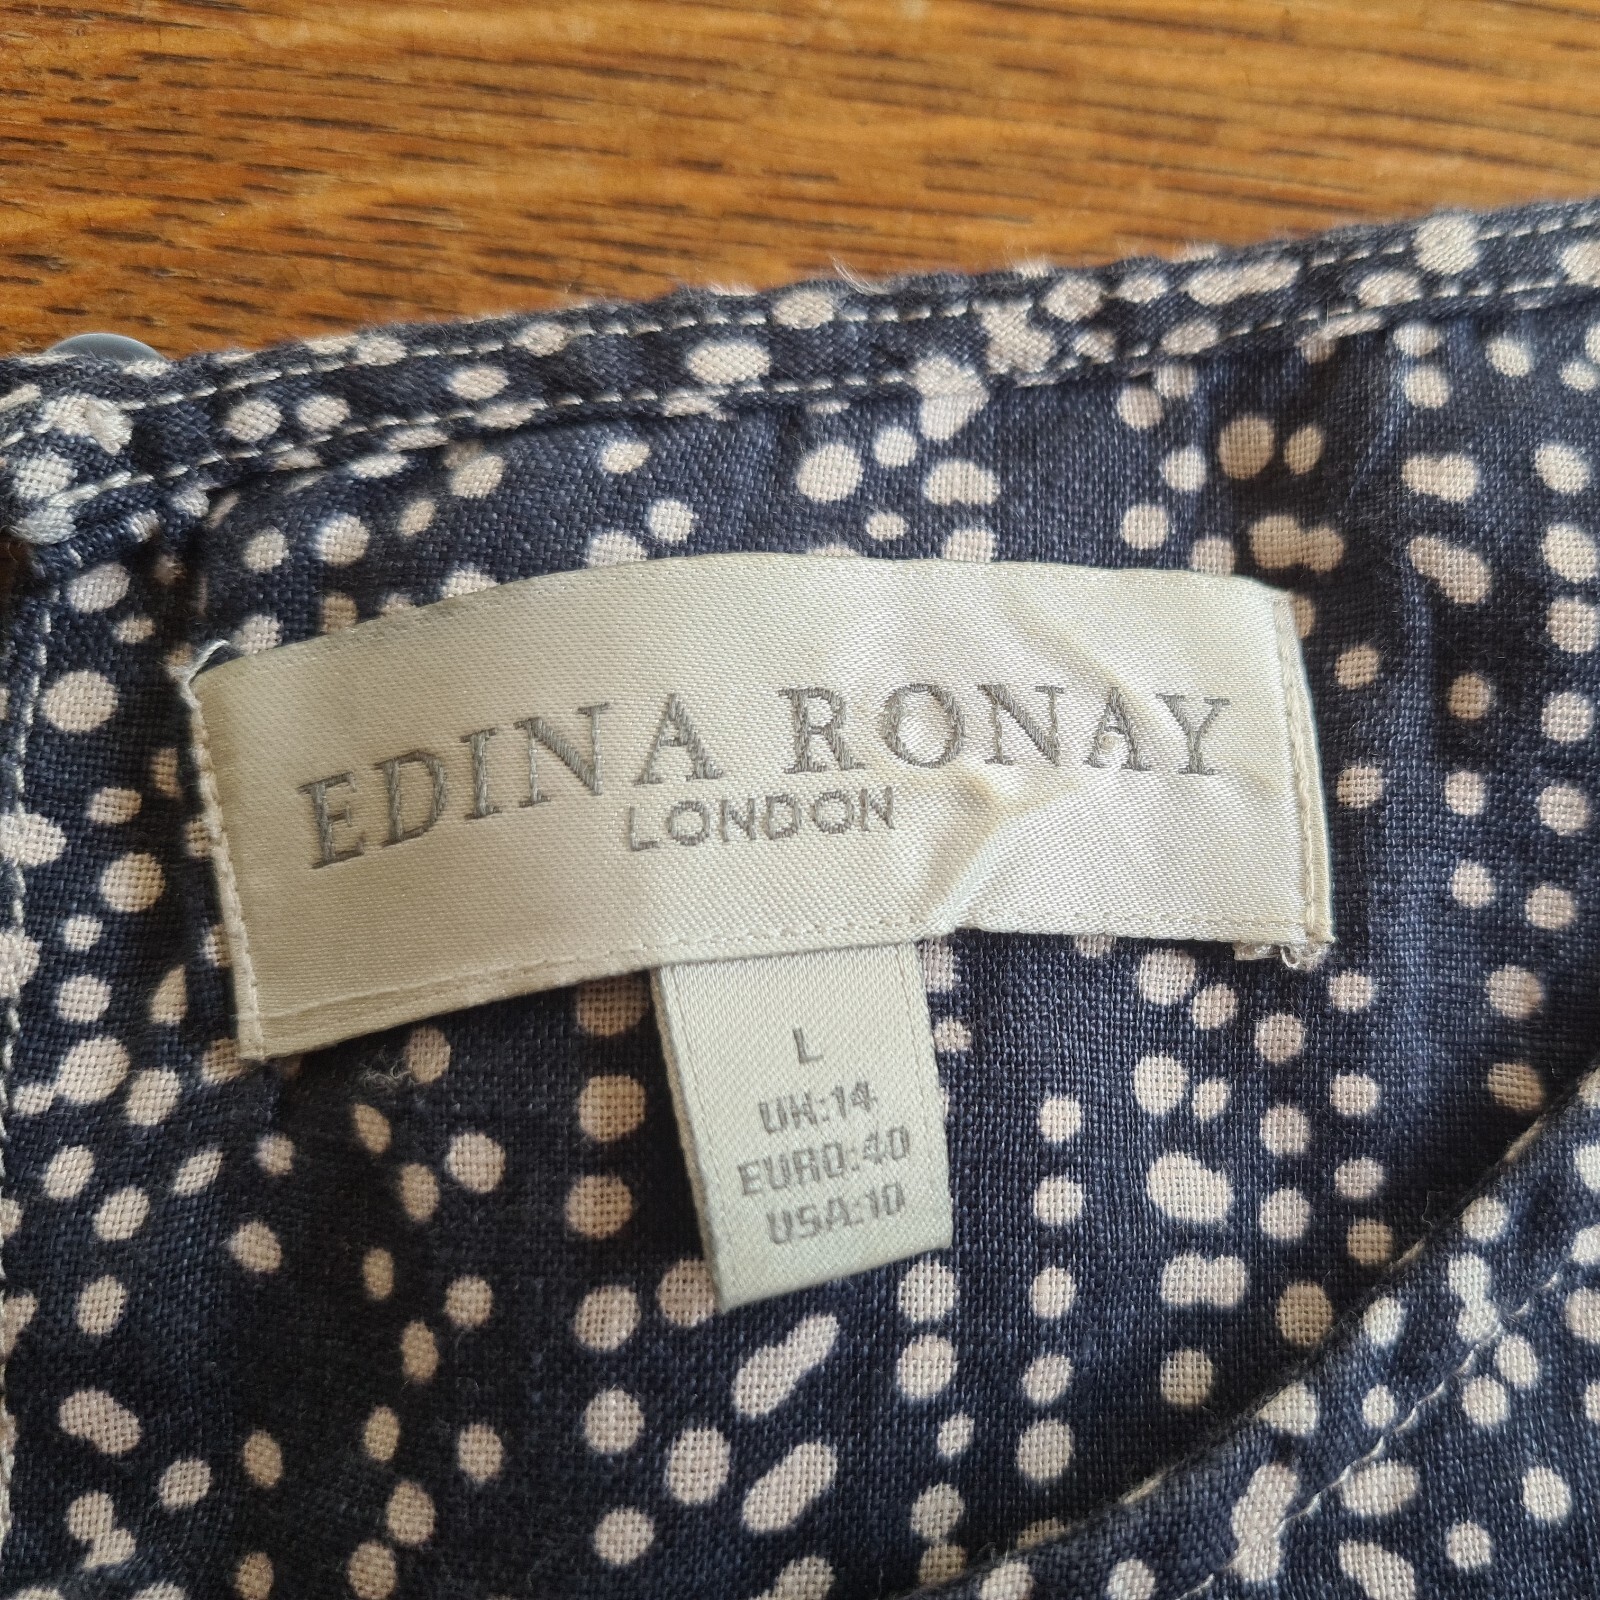 EDINA RONAY
LONDON
L
UK:14
EURO:40
USA:10